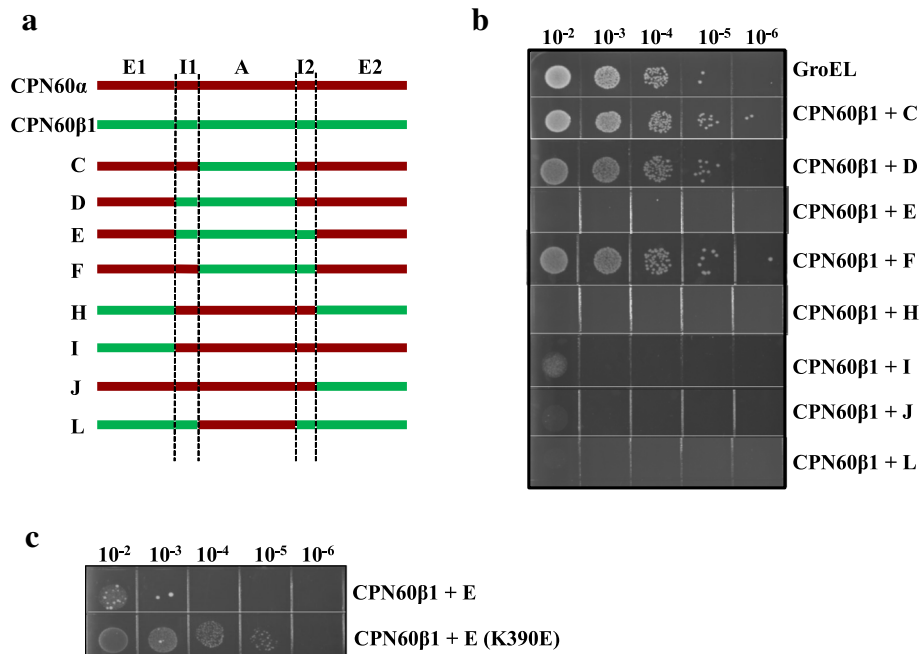 a
E1 I1 A I2 E2
CPN60α
CPN60β1
C
D
E
F
H
I
J
L
b
10-2 10-3 10-4 10-5 10-6
GroEL
CPN60β1 + C
CPN60β1 + D
CPN60β1 + E
CPN60β1 + F
CPN60β1 + H
CPN60β1 + I
CPN60β1 + J
CPN60β1 + L
c
10-2 10-3 10-4 10-5 10-6
CPN60β1 + E
CPN60β1 + E (K390E)